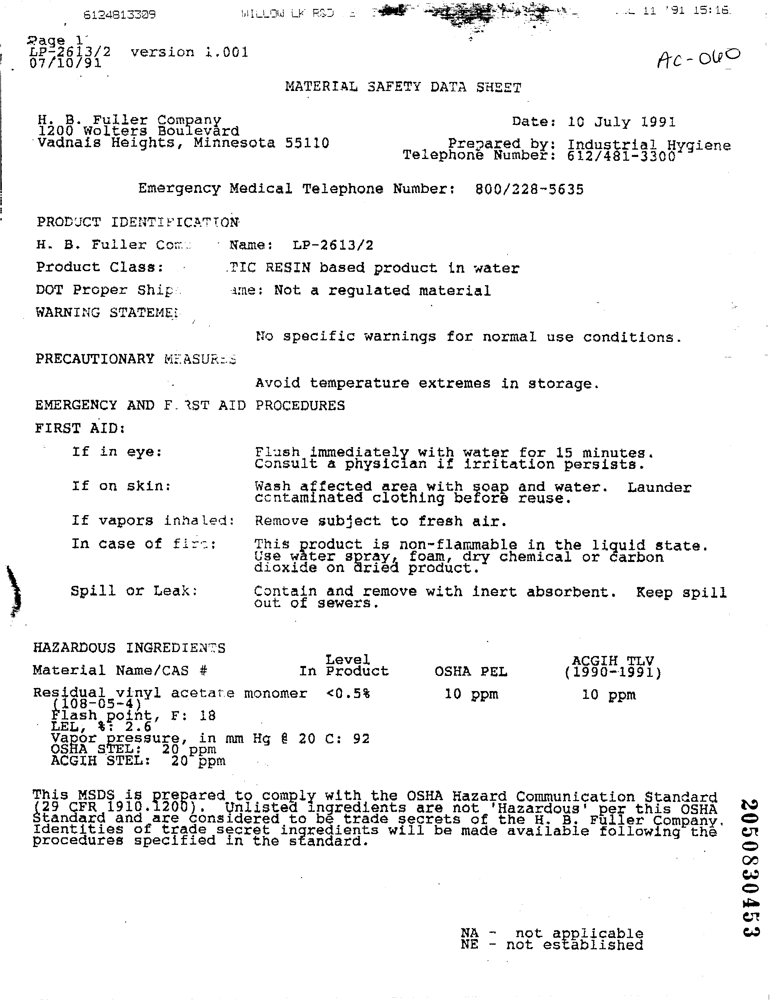 6124813309 WILLOW LK R&D 11 '91 15:16
Page 1
LP-2613/2 version 1.001
07/10/91
AC-060
MATERIAL SAFETY DATA SHEET
H. B. Fuller Company Date: 10 July 1991
1200 Wolters Boulevard
Vadnais Heights, Minnesota 55110 Prepared by: Industrial Hygiene
Telephone Number: 612/481-3300
Emergency Medical Telephone Number: 800/228-5635
PRODUCT IDENTIFICATION
H. B. Fuller Com Name: LP-2613/2
Product Class: TIC RESIN based product in water
DOT Proper Ship ame: Not a regulated material
WARNING STATEME
No specific warnings for normal use conditions.
PRECAUTIONARY MEASURES
Avoid temperature extremes in storage.
EMERGENCY AND F RST AID PROCEDURES
FIRST AID:
If in eye: Flush immediately with water for 15 minutes.
Consult a physician if irritation persists.
If on skin: Wash affected area with soap and water. Launder
contaminated clothing before reuse.
If vapors inhaled: Remove subject to fresh air.
In case of fire: This product is non-flammable in the liquid state.
Use water spray, foam, dry chemical or carbon
dioxide on dried product.
Spill or Leak: Contain and remove with inert absorbent. Keep spill
out of sewers.
HAZARDOUS INGREDIENTS
Level ACGIH TLV
Material Name/CAS # In Product OSHA PEL (1990-1991)
Residual vinyl acetate monomer <0.5% 10 ppm 10 ppm
(108-05-4)
Flash point, F: 18
LEL, %: 2.6
Vapor pressure, in mm Hg @ 20 C: 92
OSHA STEL: 20 ppm
ACGIH STEL: 20 ppm
This MSDS is prepared to comply with the OSHA Hazard Communication Standard
(29 CFR 1910.1200). Unlisted ingredients are not 'Hazardous' per this OSHA
Standard and are considered to be trade secrets of the H. B. Fuller Company.
Identities of trade secret ingredients will be made available following the
procedures specified in the standard.
2050830453
NA - not applicable
NE - not established